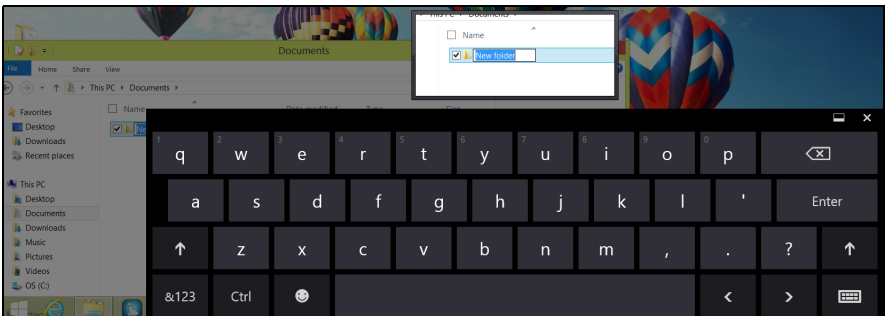 This PC › Documents ›
Name
New folder
Documents
File Home Share View
This PC › Documents ›
Name Date modified Type Size
Favorites
Desktop
Downloads
Recent places
This PC
Desktop
Documents
Downloads
Music
Pictures
Videos
OS (C:)
1 2 3 4 5 6 7 8 9 0
q w e r t y u i o p
a s d f g h j k l ' Enter
z x c v b n m , . ?
&123 Ctrl < >